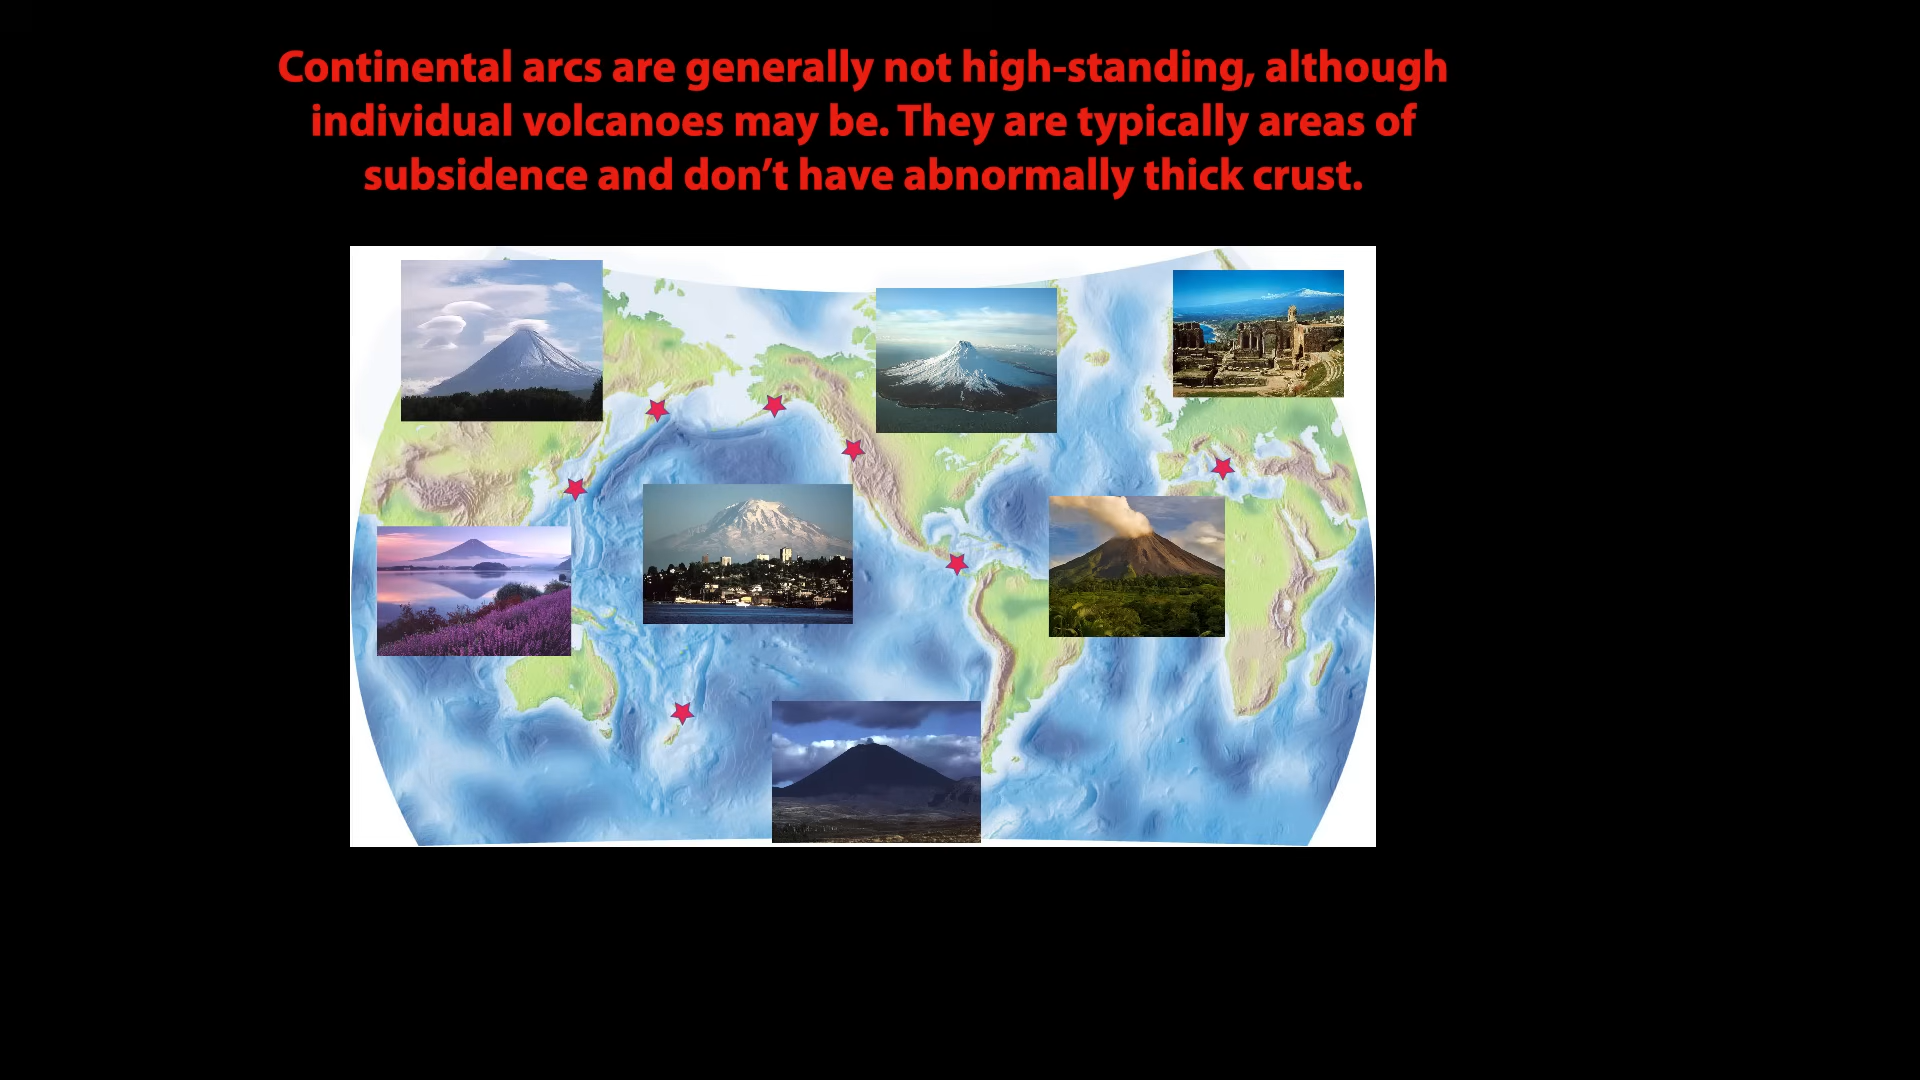 Continental arcs are generally not high-standing, although
individual volcanoes may be. They are typically areas of
subsidence and don’t have abnormally thick crust.